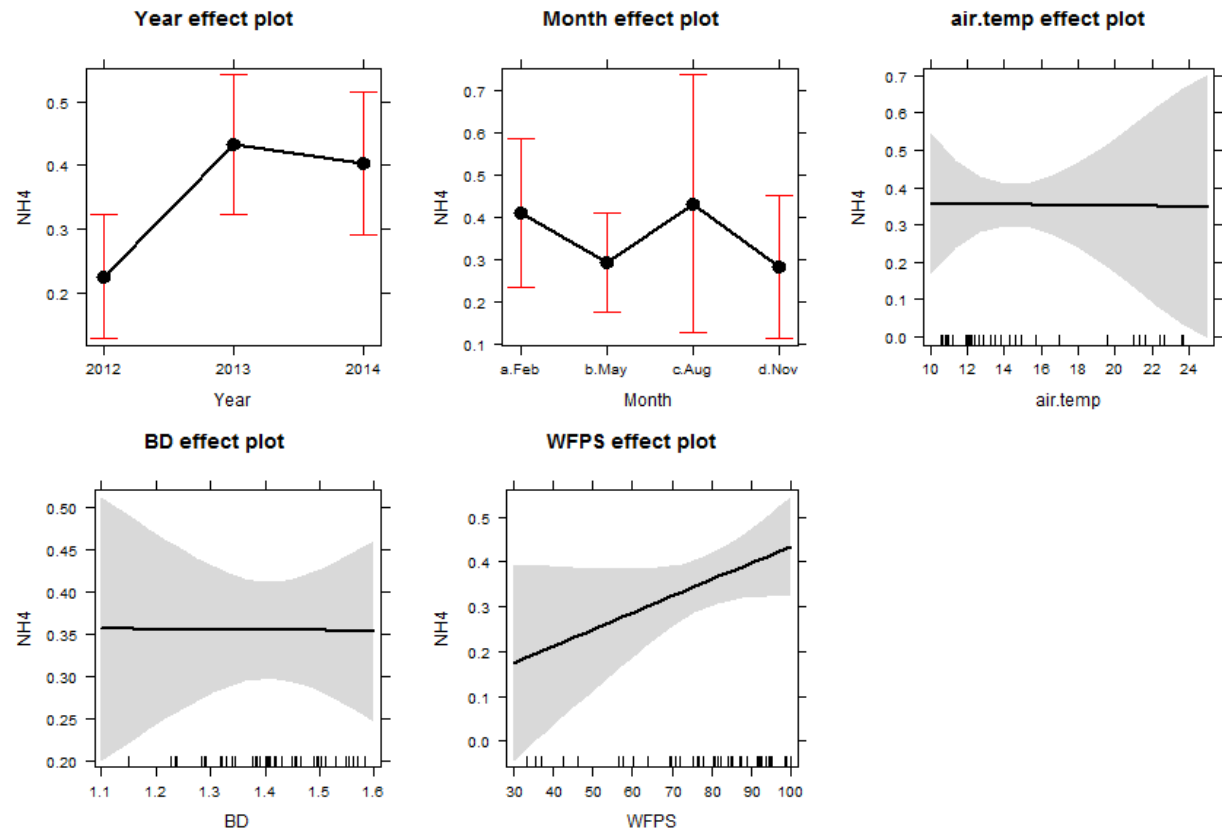 Year effect plot
NH4
0.5
0.4
0.3
0.2
2012 2013 2014
Year
Month effect plot
NH4
0.7
0.6
0.5
0.4
0.3
0.2
0.1
a.Feb b.May c.Aug d.Nov
Month
air.temp effect plot
NH4
0.7
0.6
0.5
0.4
0.3
0.2
0.1
0.0
10 12 14 16 18 20 22 24
air.temp
BD effect plot
NH4
0.50
0.45
0.40
0.35
0.30
0.25
0.20
1.1 1.2 1.3 1.4 1.5 1.6
BD
WFPS effect plot
NH4
0.5
0.4
0.3
0.2
0.1
0.0
30 40 50 60 70 80 90 100
WFPS